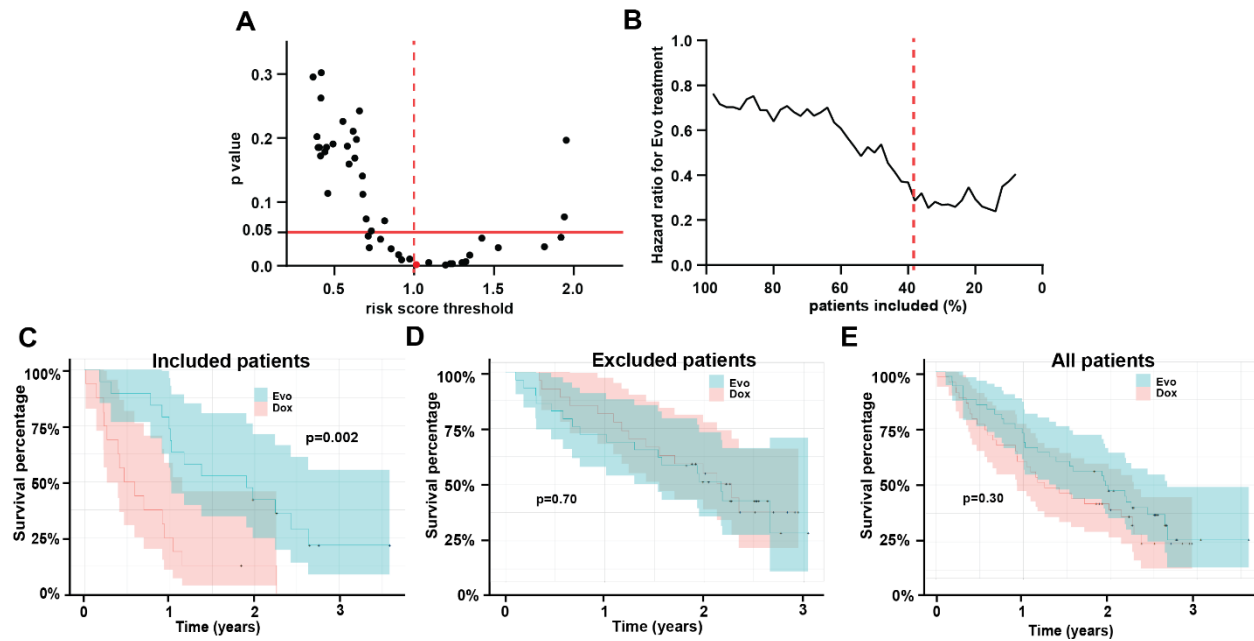 A
p value
0.3
0.2
0.1
0.05
0.0
0.5
1.0
1.5
2.0
risk score threshold
B
Hazard ratio for Evo treatment
1.0
0.8
0.6
0.4
0.2
0.0
100
80
60
40
20
0
patients included (%)
C
Included patients
Survival percentage
100%
75%
50%
25%
0%
Evo
Dox
p=0.002
0
1
2
3
Time (years)
D
Excluded patients
Survival percentage
100%
75%
50%
25%
0%
Evo
Dox
p=0.70
0
1
2
3
Time (years)
E
All patients
Survival percentage
100%
75%
50%
25%
0%
Evo
Dox
p=0.30
0
1
2
3
Time (years)